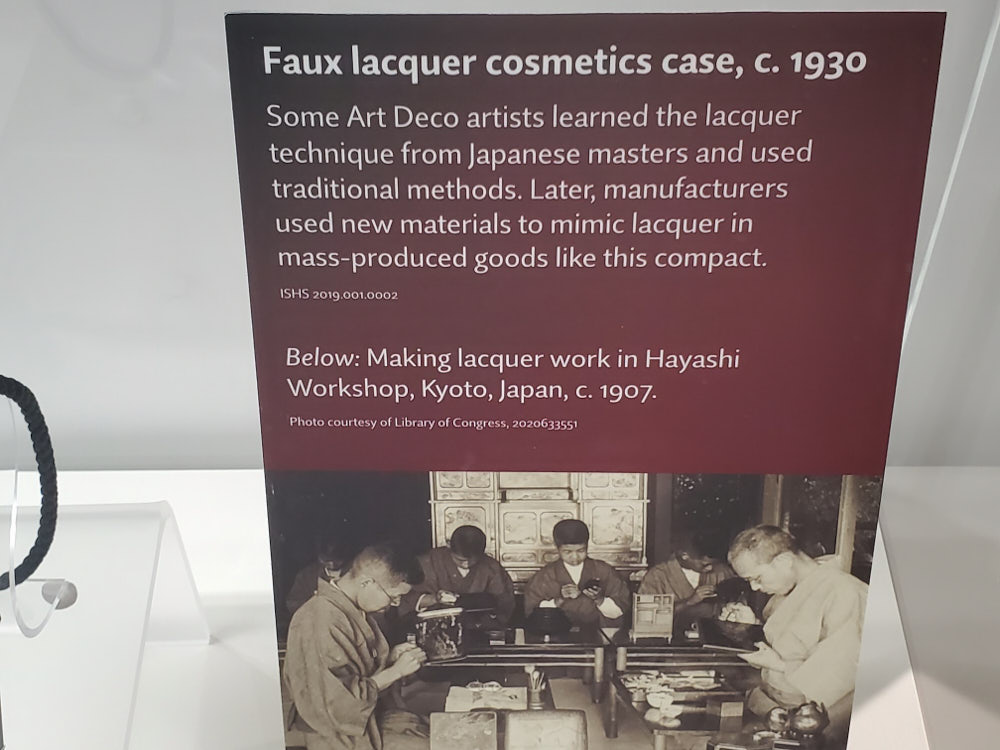 Faux lacquer cosmetics case, c. 1930
Some Art Deco artists learned the lacquer
technique from Japanese masters and used
traditional methods. Later, manufacturers
used new materials to mimic lacquer in
mass-produced goods like this compact.
ISHS 2019.001.0002
Below: Making lacquer work in Hayashi
Workshop, Kyoto, Japan, c. 1907.
Photo courtesy of Library of Congress, 2020633551